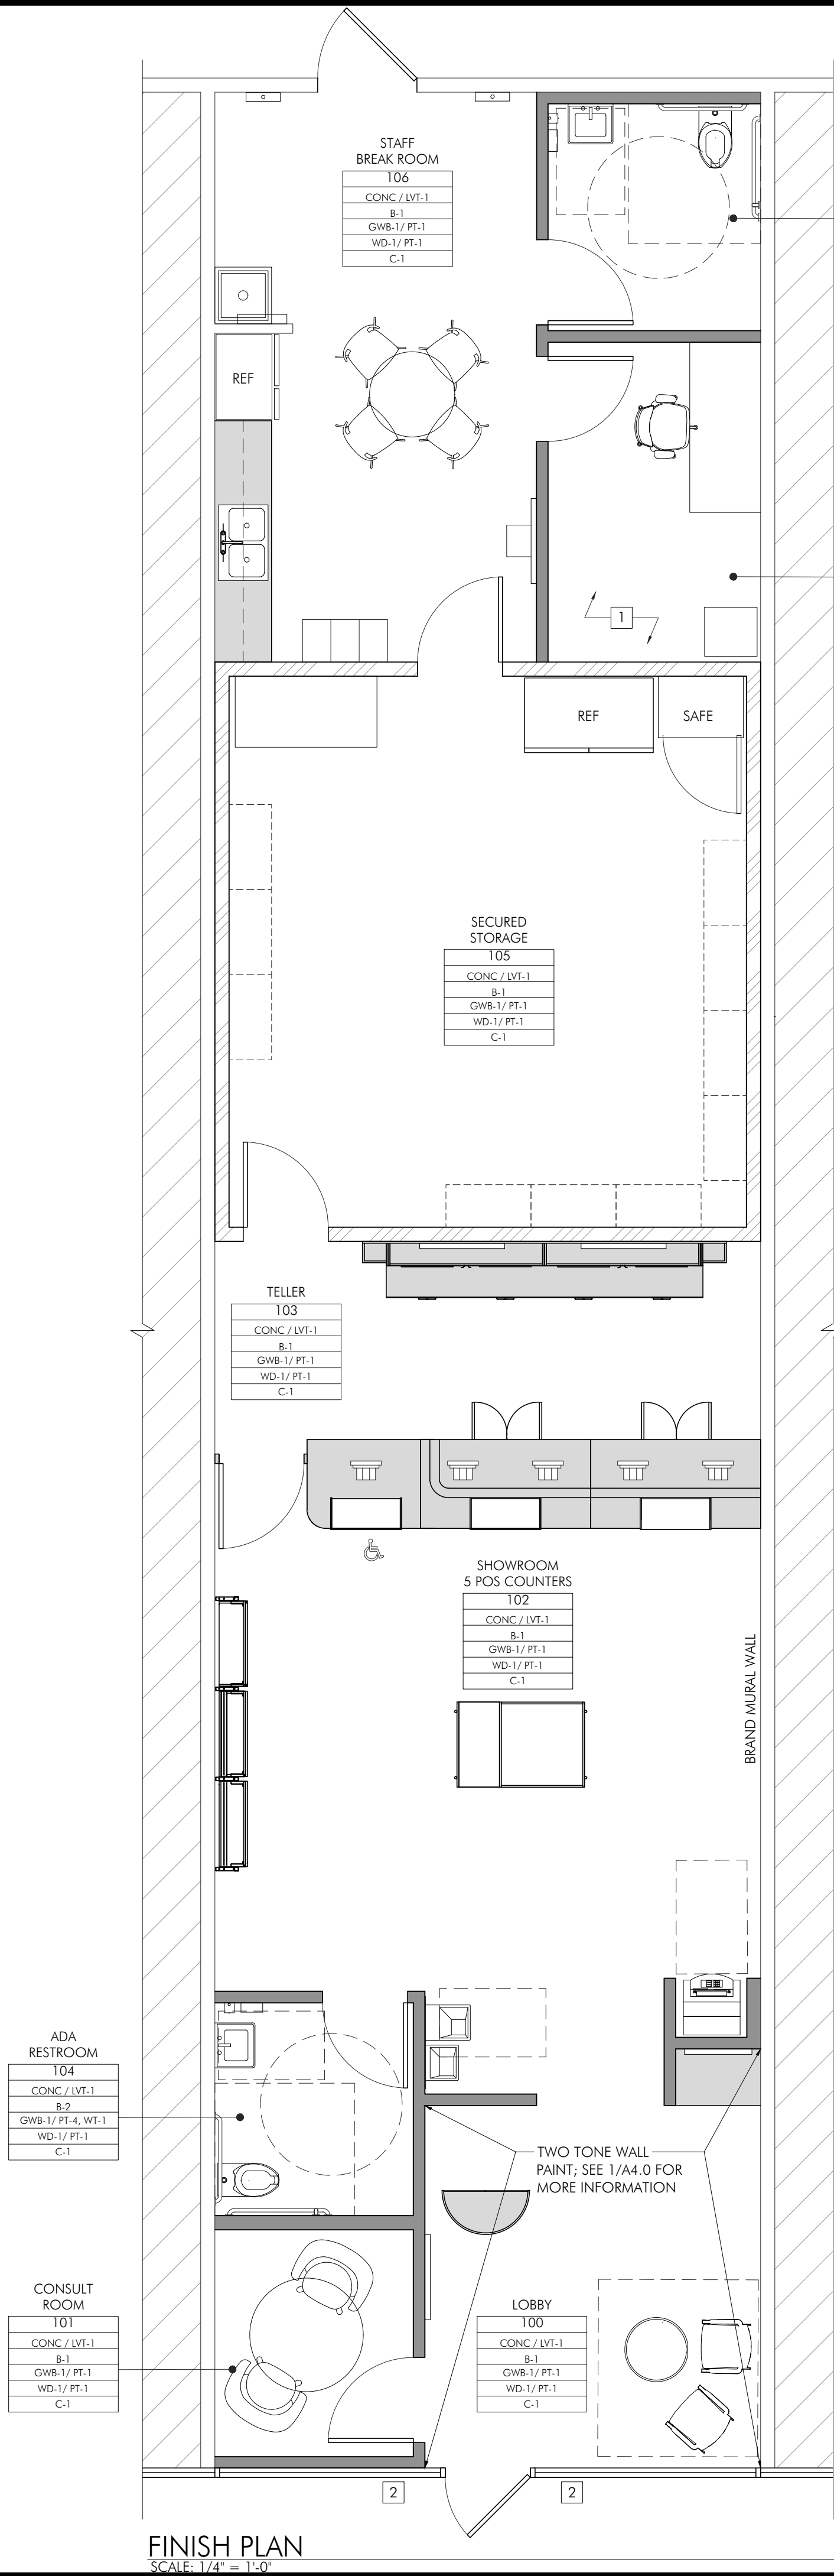 STAFF
BREAK ROOM
106
CONC / LVT-1
B-1
GWB-1/ PT-1
WD-1/ PT-1
C-1
REF
1
REF
SAFE
SECURED
STORAGE
105
CONC / LVT-1
B-1
GWB-1/ PT-1
WD-1/ PT-1
C-1
TELLER
103
CONC / LVT-1
B-1
GWB-1/ PT-1
WD-1/ PT-1
C-1
SHOWROOM
5 POS COUNTERS
102
CONC / LVT-1
B-1
GWB-1/ PT-1
WD-1/ PT-1
C-1
BRAND MURAL WALL
ADA
RESTROOM
104
CONC / LVT-1
B-2
GWB-1/ PT-4, WT-1
WD-1/ PT-1
C-1
TWO TONE WALL
PAINT; SEE 1/A4.0 FOR
MORE INFORMATION
CONSULT
ROOM
101
CONC / LVT-1
B-1
GWB-1/ PT-1
WD-1/ PT-1
C-1
LOBBY
100
CONC / LVT-1
B-1
GWB-1/ PT-1
WD-1/ PT-1
C-1
2
2
FINISH PLAN
SCALE: 1/4" = 1'-0"